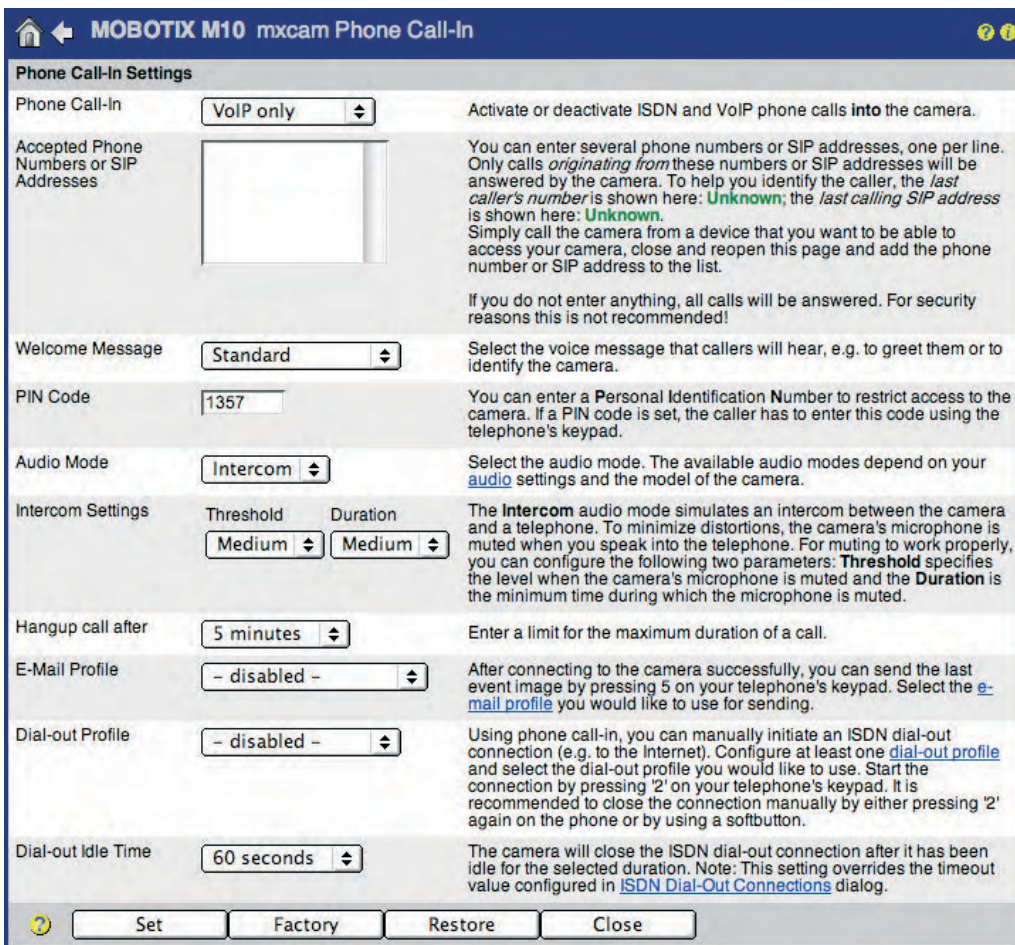 MOBOTIX M10 mxcam Phone Call-In
Phone Call-In Settings
Phone Call-In
VoIP only
Activate or deactivate ISDN and VoIP phone calls into the camera.
Accepted Phone
Numbers or SIP
Addresses
You can enter several phone numbers or SIP addresses, one per line.
Only calls originating from these numbers or SIP addresses will be
answered by the camera. To help you identify the caller, the last
caller's number is shown here: Unknown; the last calling SIP address
is shown here: Unknown.
Simply call the camera from a device that you want to be able to
access your camera, close and reopen this page and add the phone
number or SIP address to the list.
If you do not enter anything, all calls will be answered. For security
reasons this is not recommended!
Welcome Message
Standard
Select the voice message that callers will hear, e.g. to greet them or to
identify the camera.
PIN Code
1357
You can enter a Personal Identification Number to restrict access to the
camera. If a PIN code is set, the caller has to enter this code using the
telephone's keypad.
Audio Mode
Intercom
Select the audio mode. The available audio modes depend on your
audio settings and the model of the camera.
Intercom Settings
Threshold Duration
Medium Medium
The Intercom audio mode simulates an intercom between the camera
and a telephone. To minimize distortions, the camera's microphone is
muted when you speak into the telephone. For muting to work properly,
you can configure the following two parameters: Threshold specifies
the level when the camera's microphone is muted and the Duration is
the minimum time during which the microphone is muted.
Hangup call after
5 minutes
Enter a limit for the maximum duration of a call.
E-Mail Profile
– disabled –
After connecting to the camera successfully, you can send the last
event image by pressing 5 on your telephone's keypad. Select the e-
mail profile you would like to use for sending.
Dial-out Profile
– disabled –
Using phone call-in, you can manually initiate an ISDN dial-out
connection (e.g. to the Internet). Configure at least one dial-out profile
and select the dial-out profile you would like to use. Start the
connection by pressing '2' on your telephone's keypad. It is
recommended to close the connection manually by either pressing '2'
again on the phone or by using a softbutton.
Dial-out Idle Time
60 seconds
The camera will close the ISDN dial-out connection after it has been
idle for the selected duration. Note: This setting overrides the timeout
value configured in ISDN Dial-Out Connections dialog.
Set Factory Restore Close